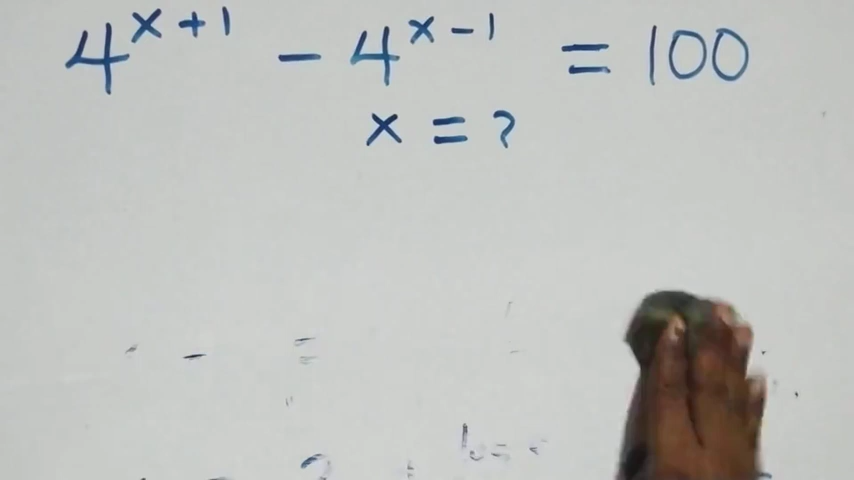 4^{x+1} - 4^{x-1} = 100
x = ?